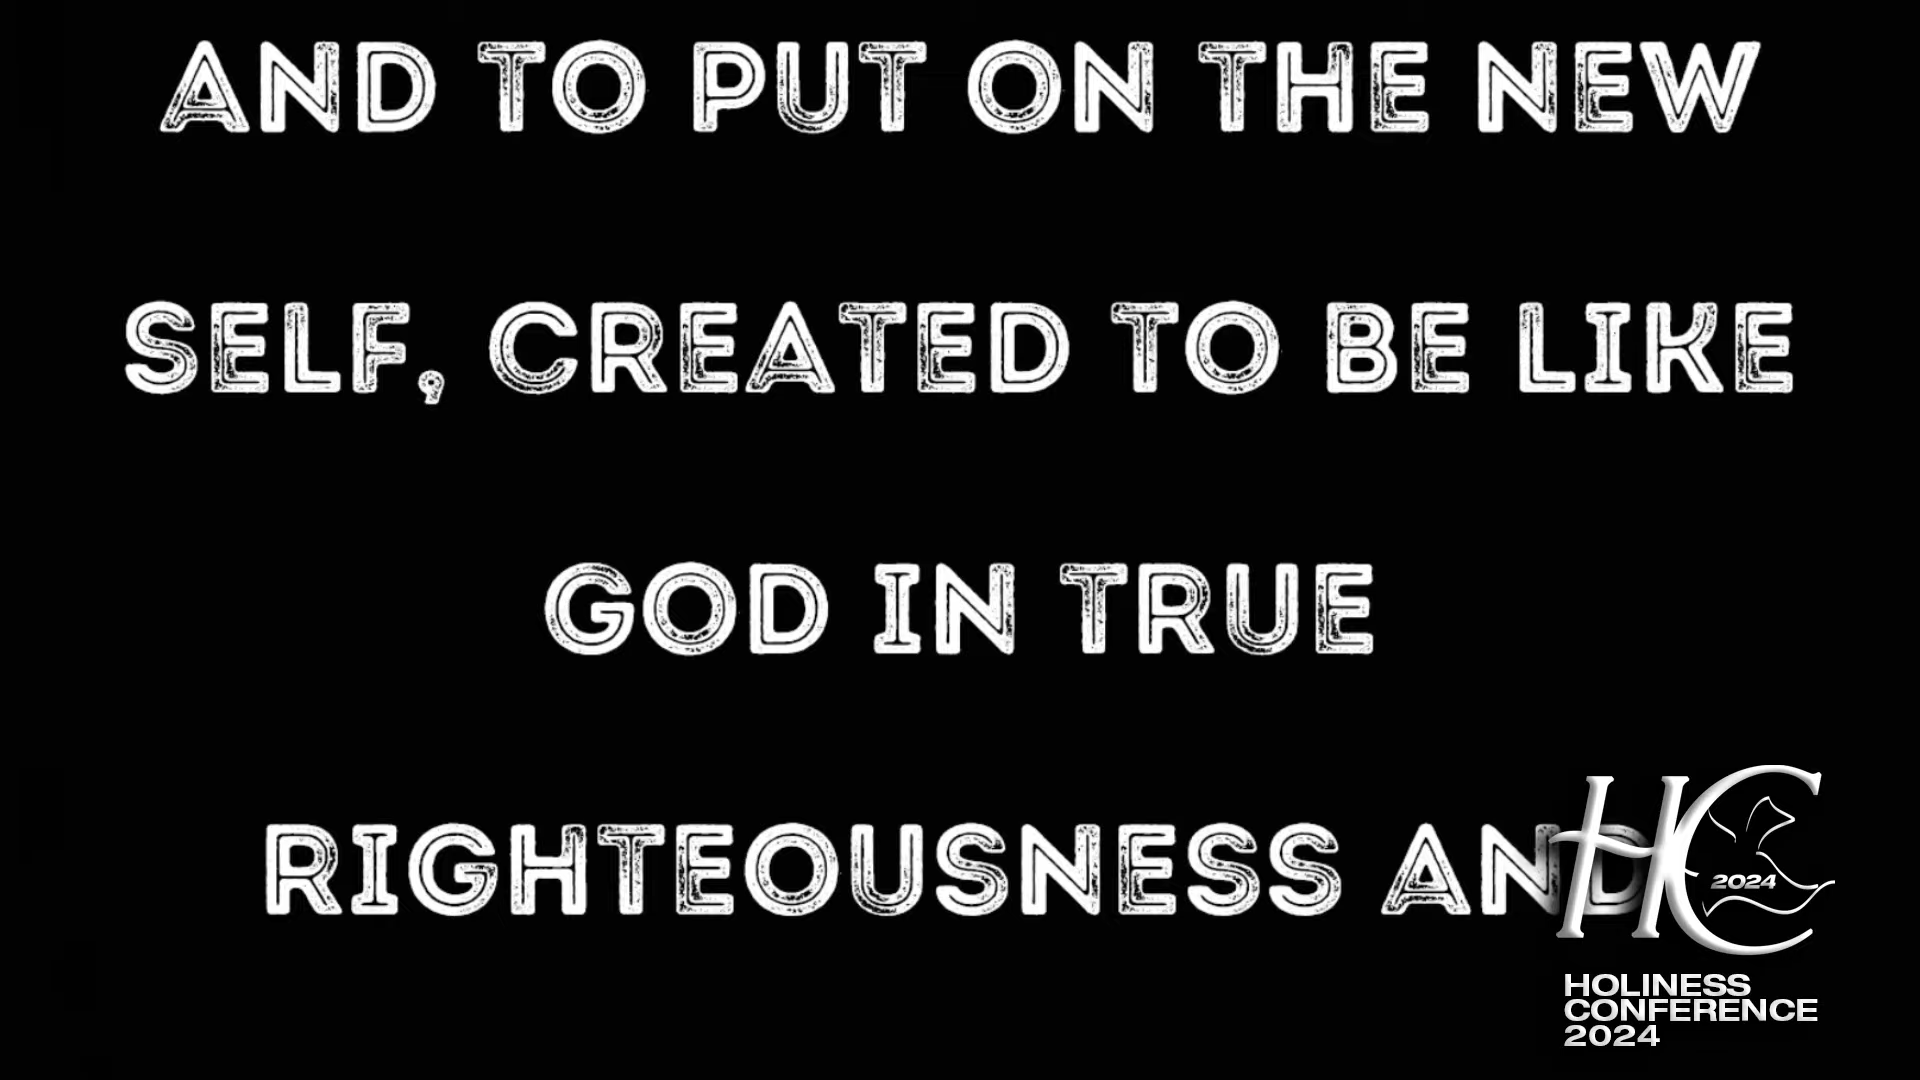 AND TO PUT ON THE NEW
SELF, CREATED TO BE LIKE
GOD IN TRUE
RIGHTEOUSNESS AND
HC
2024
HOLINESS
CONFERENCE
2024